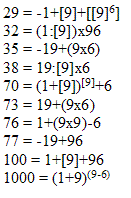 29 = -1+[9]+[[9]⁶]
32 = (1:[9])x96
35 = -19+(9x6)
38 = 19:[9]x6
70 = (1+[9])⁽[9]⁾+6
73 = 19+(9x6)
76 = 1+(9x9)-6
77 = -19+96
100 = 1+[9]+96
1000 = (1+9)⁽⁹⁻⁶⁾